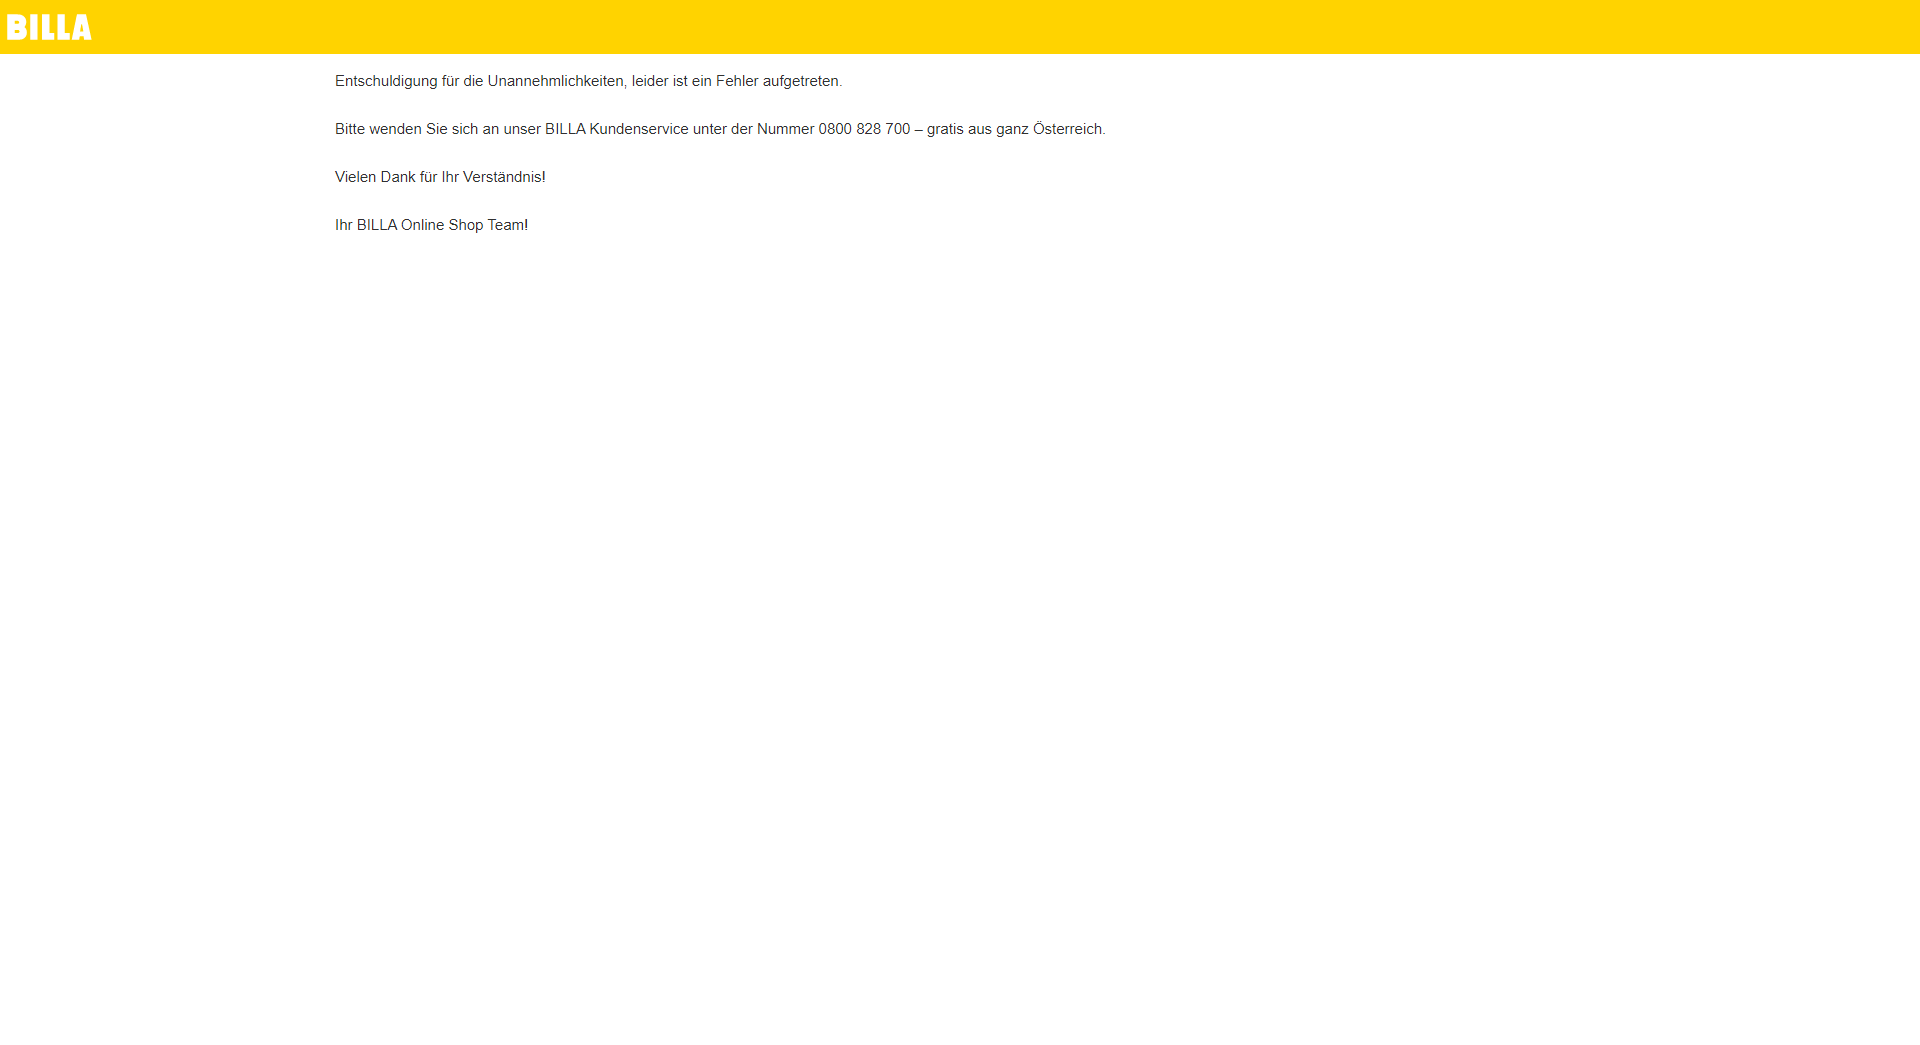 BILLA
Entschuldigung für die Unannehmlichkeiten, leider ist ein Fehler aufgetreten.
Bitte wenden Sie sich an unser BILLA Kundenservice unter der Nummer 0800 828 700 – gratis aus ganz Österreich.
Vielen Dank für Ihr Verständnis!
Ihr BILLA Online Shop Team!